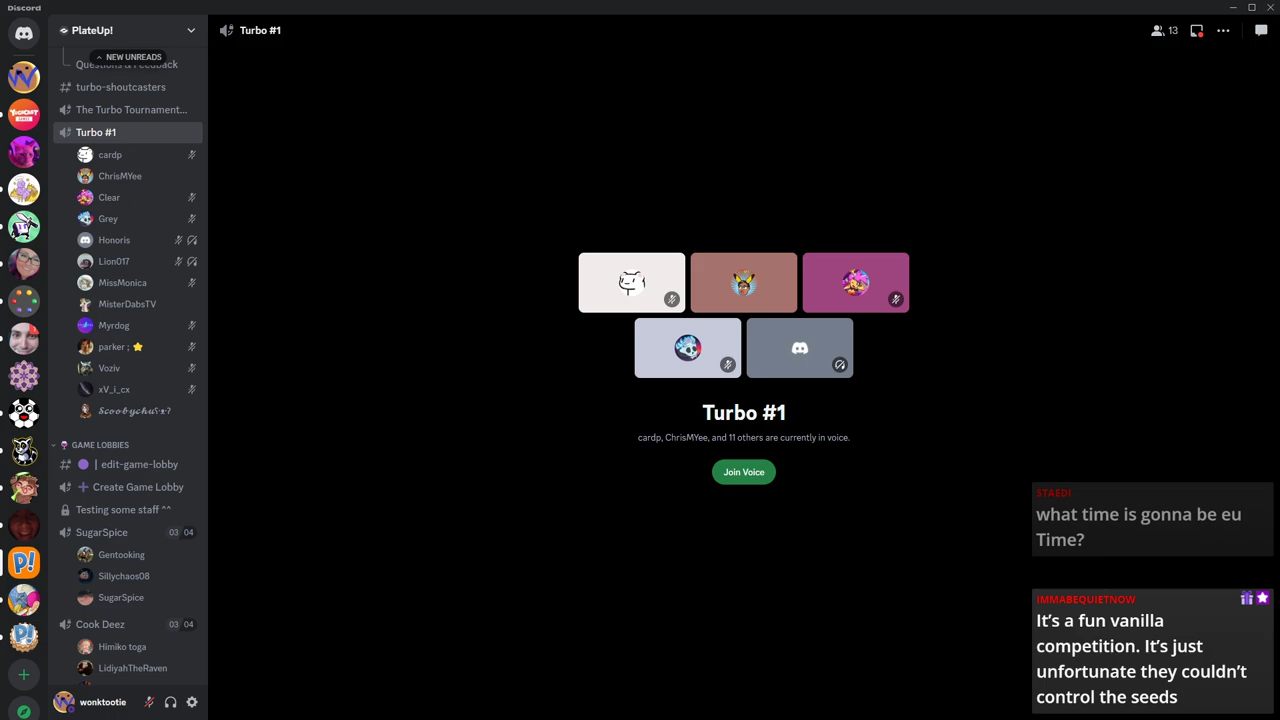 Discord
PlateUp!
Turbo #1
13
NEW UNREADS
Questions & Feedback
turbo-shoutcasters
The Turbo Tournament...
Turbo #1
cardp
ChrisMYee
Clear
Grey
Honoris
Lion017
MissMonica
MisterDabsTV
Myrdog
parker ; ⭐
Voziv
xV_i_cx
GAME LOBBIES
| edit-game-lobby
Create Game Lobby
Testing some staff ^^
SugarSpice
03 04
Gentooking
Sillychaos08
SugarSpice
Cook Deez
03 04
Himiko toga
LidiyahTheRaven
wonktootie
Turbo #1
cardp, ChrisMYee, and 11 others are currently in voice.
Join Voice
STAEDI
what time is gonna be eu
Time?
IMMABEQUIETNOW
It’s a fun vanilla
competition. It’s just
unfortunate they couldn’t
control the seeds